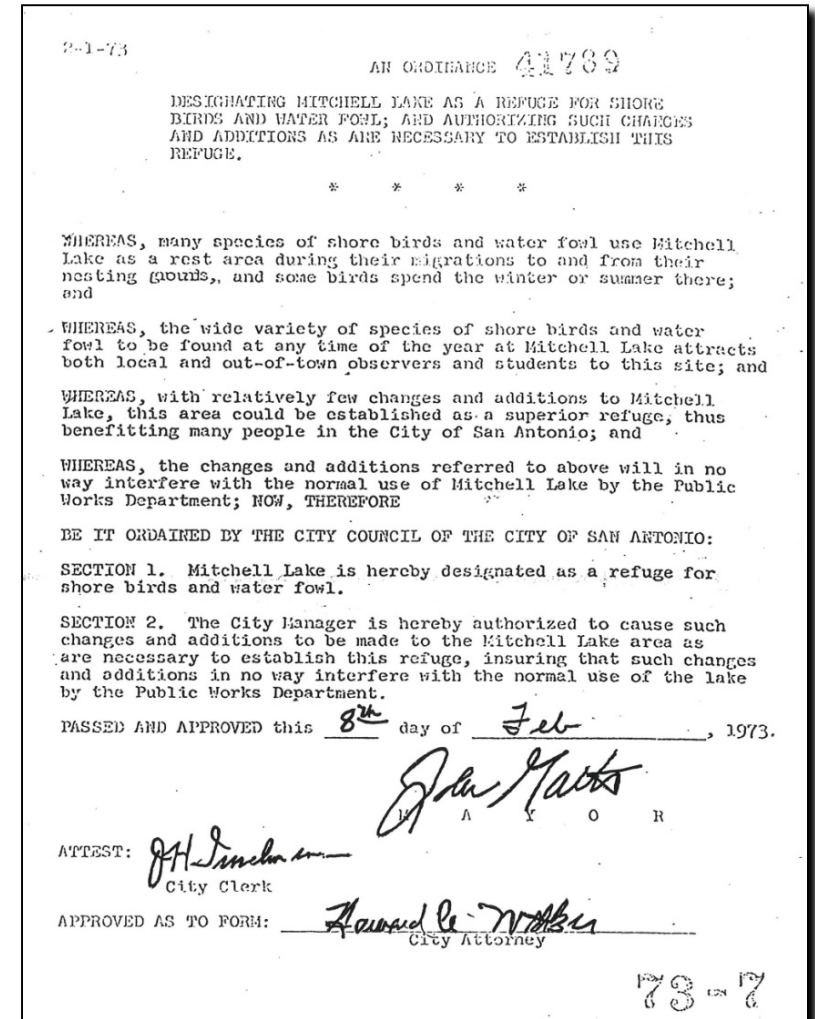 2-1-73
AN ORDINANCE 41789
DESIGNATING MITCHELL LAKE AS A REFUGE FOR SHORE
BIRDS AND WATER FOWL; AND AUTHORIZING SUCH CHANGES
AND ADDITIONS AS ARE NECESSARY TO ESTABLISH THIS
REFUGE.
* * * *
WHEREAS, many species of shore birds and water fowl use Mitchell
Lake as a rest area during their migrations to and from their
nesting grounds,, and some birds spend the winter or summer there;
and
WHEREAS, the wide variety of species of shore birds and water
fowl to be found at any time of the year at Mitchell Lake attracts
both local and out-of-town observers and students to this site; and
WHEREAS, with relatively few changes and additions to Mitchell
Lake, this area could be established as a superior refuge, thus
benefitting many people in the City of San Antonio; and
WHEREAS, the changes and additions referred to above will in no
way interfere with the normal use of Mitchell Lake by the Public
Works Department; NOW, THEREFORE
BE IT ORDAINED BY THE CITY COUNCIL OF THE CITY OF SAN ANTONIO:
SECTION 1. Mitchell Lake is hereby designated as a refuge for
shore birds and water fowl.
SECTION 2. The City Manager is hereby authorized to cause such
changes and additions to be made to the Mitchell Lake area as
are necessary to establish this refuge, insuring that such changes
and additions in no way interfere with the normal use of the lake
by the Public Works Department.
PASSED AND APPROVED this 8th day of Feb, 1973.
John Gatti
M A Y O R
ATTEST:
City Clerk
APPROVED AS TO FORM: Howard C. Walker
City Attorney
73-7